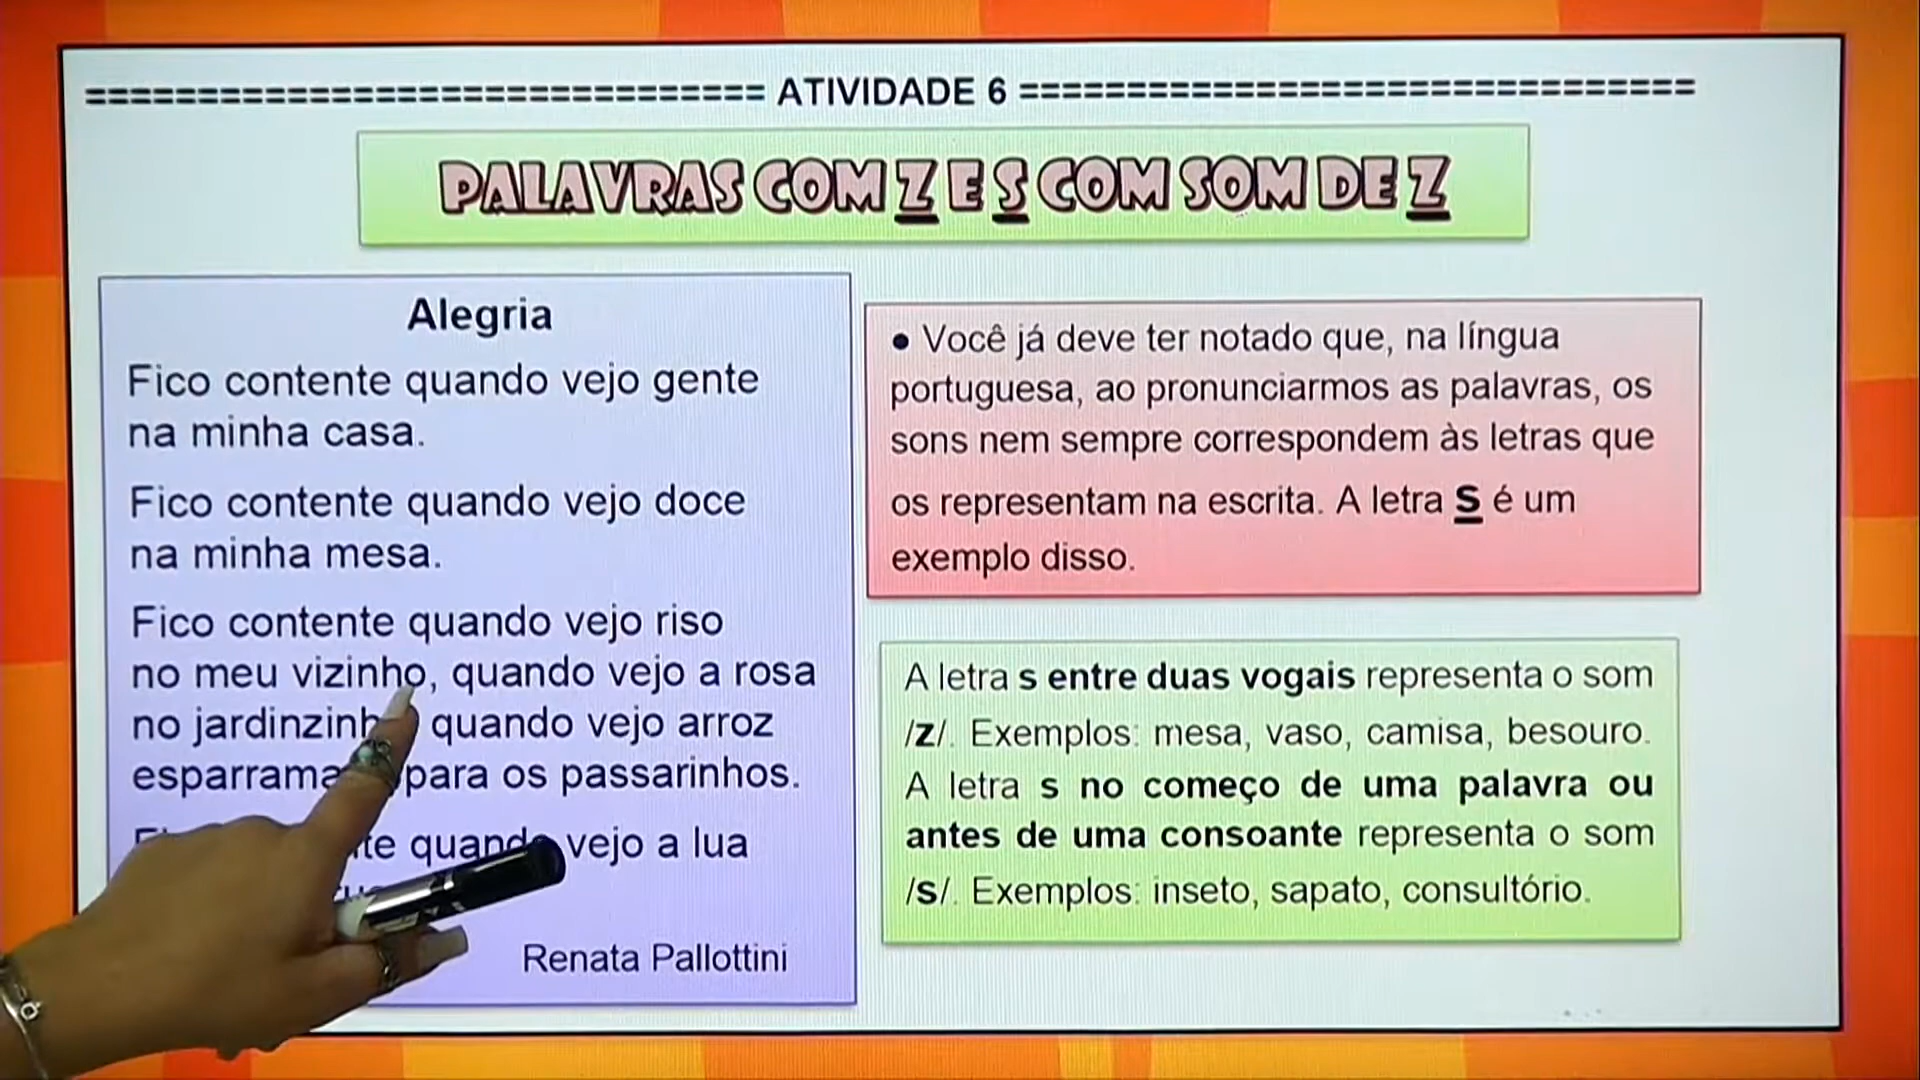 ============================== ATIVIDADE 6 ==============================
PALAVRAS COM Z E S COM SOM DE Z
Alegria
Fico contente quando vejo gente
na minha casa.
Fico contente quando vejo doce
na minha mesa.
Fico contente quando vejo riso
no meu vizinho, quando vejo a rosa
no quando vejo arroz
para os passarinhos.
quando vejo a lua
Renata Pallottini
● Você já deve ter notado que, na língua
portuguesa, ao pronunciarmos as palavras, os
sons nem sempre correspondem às letras que
os representam na escrita. A letra S é um
exemplo disso.
A letra s entre duas vogais representa o som
/z/. Exemplos: mesa, vaso, camisa, besouro.
A letra s no começo de uma palavra ou
antes de uma consoante representa o som
/s/. Exemplos: inseto, sapato, consultório.